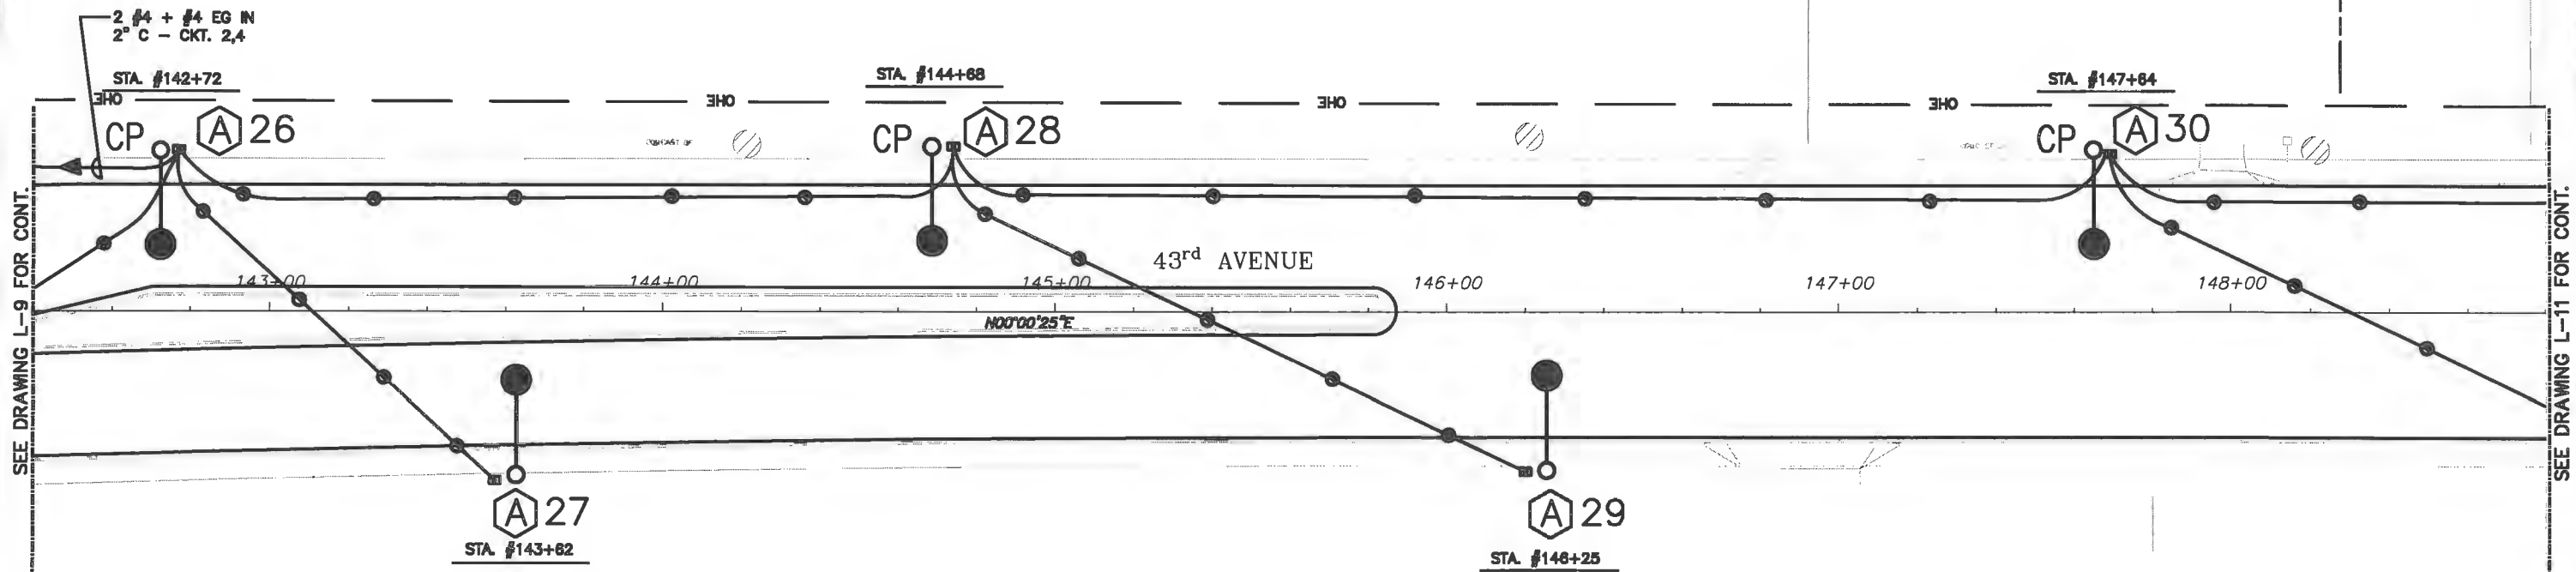 2 #4 + #4 EG IN
2" C - CKT. 2,4
STA. #142+72
STA. #144+68
STA. #147+64
OHE
OHE
OHE
OHE
CP A 26
CP A 28
CP A 30
SEE DRAWING L-9 FOR CONT.
SEE DRAWING L-11 FOR CONT.
43rd AVENUE
143+00
144+00
145+00
146+00
147+00
148+00
N00°00'25"E
A 27
STA. #143+62
A 29
STA. #146+25